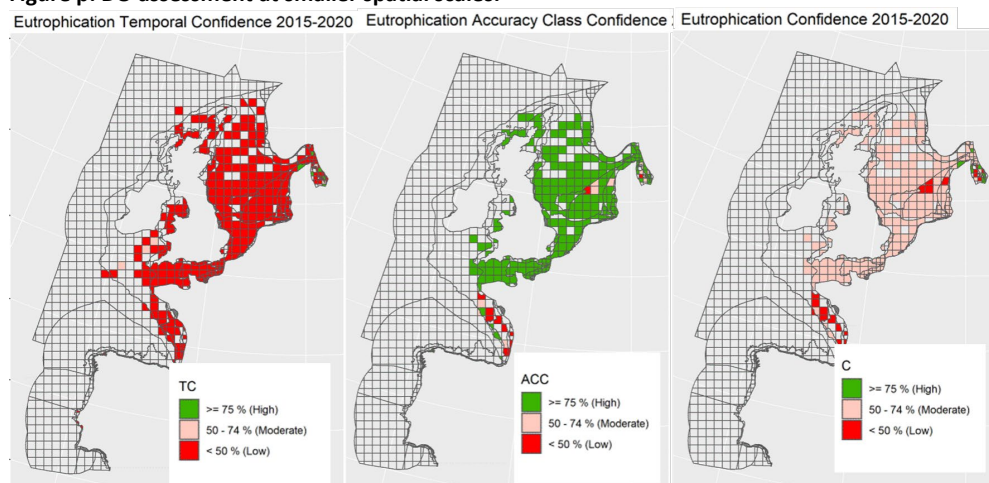 Eutrophication Temporal Confidence 2015-2020
Eutrophication Accuracy Class Confidence
Eutrophication Confidence 2015-2020
TC
>= 75 % (High)
50 - 74 % (Moderate)
< 50 % (Low)
ACC
>= 75 % (High)
50 - 74 % (Moderate)
< 50 % (Low)
C
>= 75 % (High)
50 - 74 % (Moderate)
< 50 % (Low)